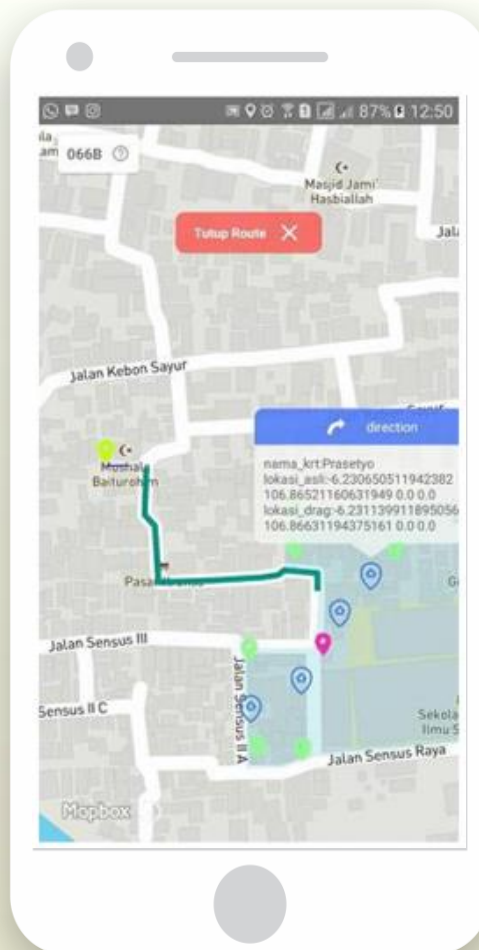 87% 12:50
066B
Masjid Jami'
Hasbiallah
Tutup Route
Jalan Kebon Sayur
direction
nama_krt:Prasetyo
lokasi_asli:-6.230650511942382
106.86521160631949 0.0 0.0
lokasi_drag:-6.231139911895056
106.86631194375161 0.0 0.0
Mushala
Baiturohim
Jalan Sensus III
Jalan Sensus II A
Sensus II C
Sekola
Ilmu S
Jalan Sensus Raya
Mapbox